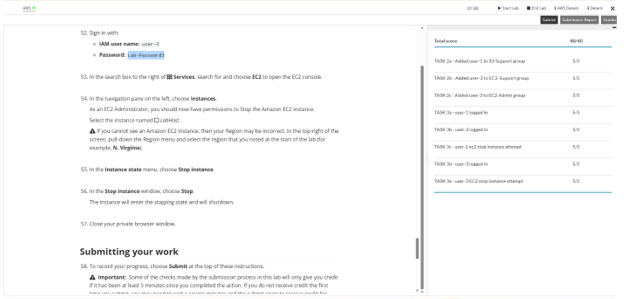 AWS
01:30
Start Lab
End Lab
AWS Details
Details
Submit
Submission Report
Grades
52. Sign-in with:
IAM user name: user-3
Password: Lab-Password3
53. In the search box to the right of Services, search for and choose EC2 to open the EC2 console.
54. In the navigation pane on the left, choose Instances.
As an EC2 Administrator, you should now have permissions to Stop the Amazon EC2 instance.
Select the instance named LabHost .
If you cannot see an Amazon EC2 instance, then your Region may be incorrect. In the top-right of the
screen, pull-down the Region menu and select the region that you noted at the start of the lab (for
example, N. Virginia).
55. In the Instance state menu, choose Stop instance.
56. In the Stop instance window, choose Stop.
The instance will enter the stopping state and will shutdown.
57. Close your private browser window.
Submitting your work
58. To record your progress, choose Submit at the top of these instructions.
Important: Some of the checks made by the submission process in this lab will only give you credit
if it has been at least 5 minutes since you completed the action. If you do not receive credit the first
Total score 40/40
TASK 2a - Added user-1 to S3-Support group 5/5
TASK 2b - Added user-2 to EC2-Support group 5/5
TASK 2c - Added user-3 to EC2-Admin group 5/5
TASK 3a - user-1 logged in 5/5
TASK 3b - user-2 logged in 5/5
TASK 3c - user-2 ec2 stop instance attempt 5/5
TASK 3d - user-3 logged in 5/5
TASK 3e - user-3 EC2 stop instance attempt 5/5